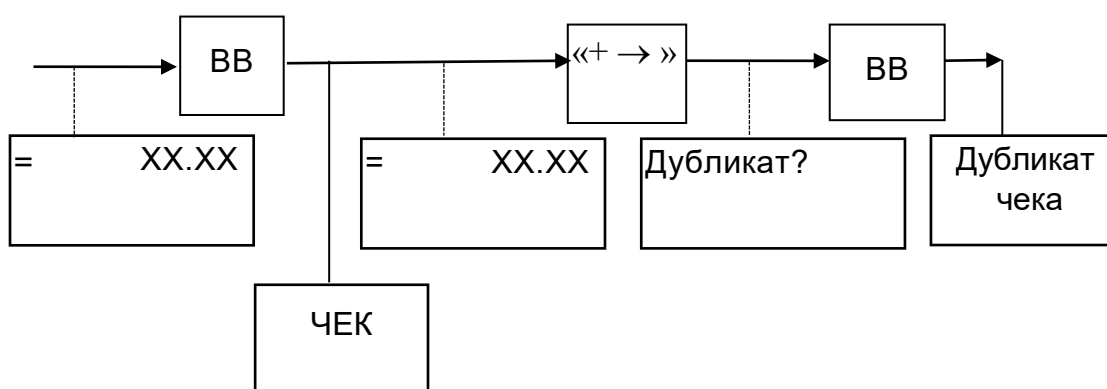 ВВ
«+ → »
ВВ
= XX.XX
= XX.XX
Дубликат?
Дубликат
чека
ЧЕК